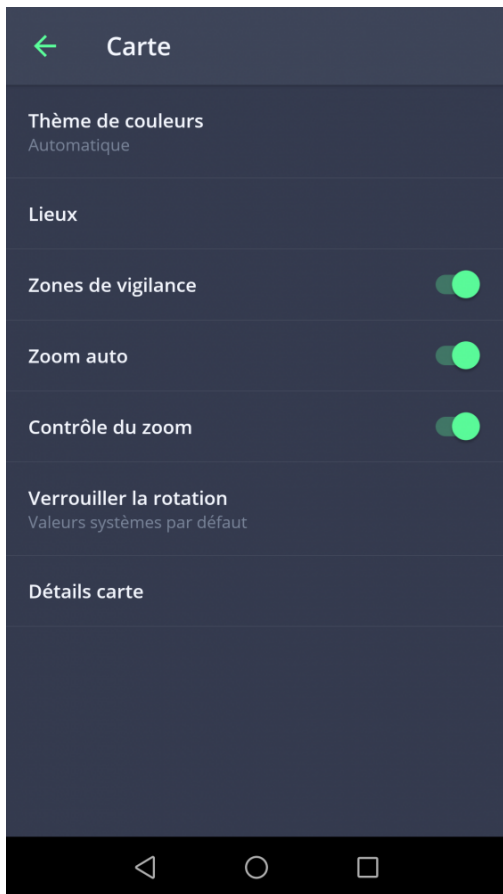 Carte
Thème de couleurs
Automatique
Lieux
Zones de vigilance
Zoom auto
Contrôle du zoom
Verrouiller la rotation
Valeurs systèmes par défaut
Détails carte